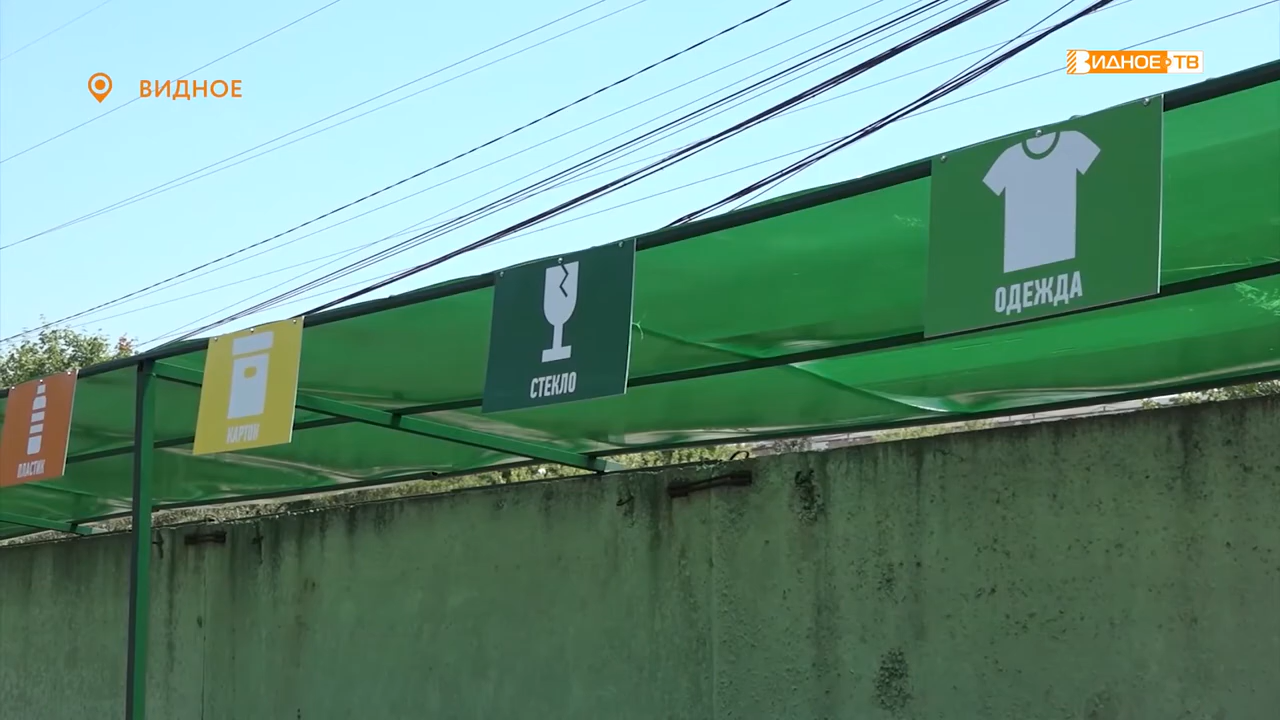 ВИДНОЕ
ВИДНОЕ ТВ
ОДЕЖДА
СТЕКЛО
КАРТОН
ПЛАСТИК